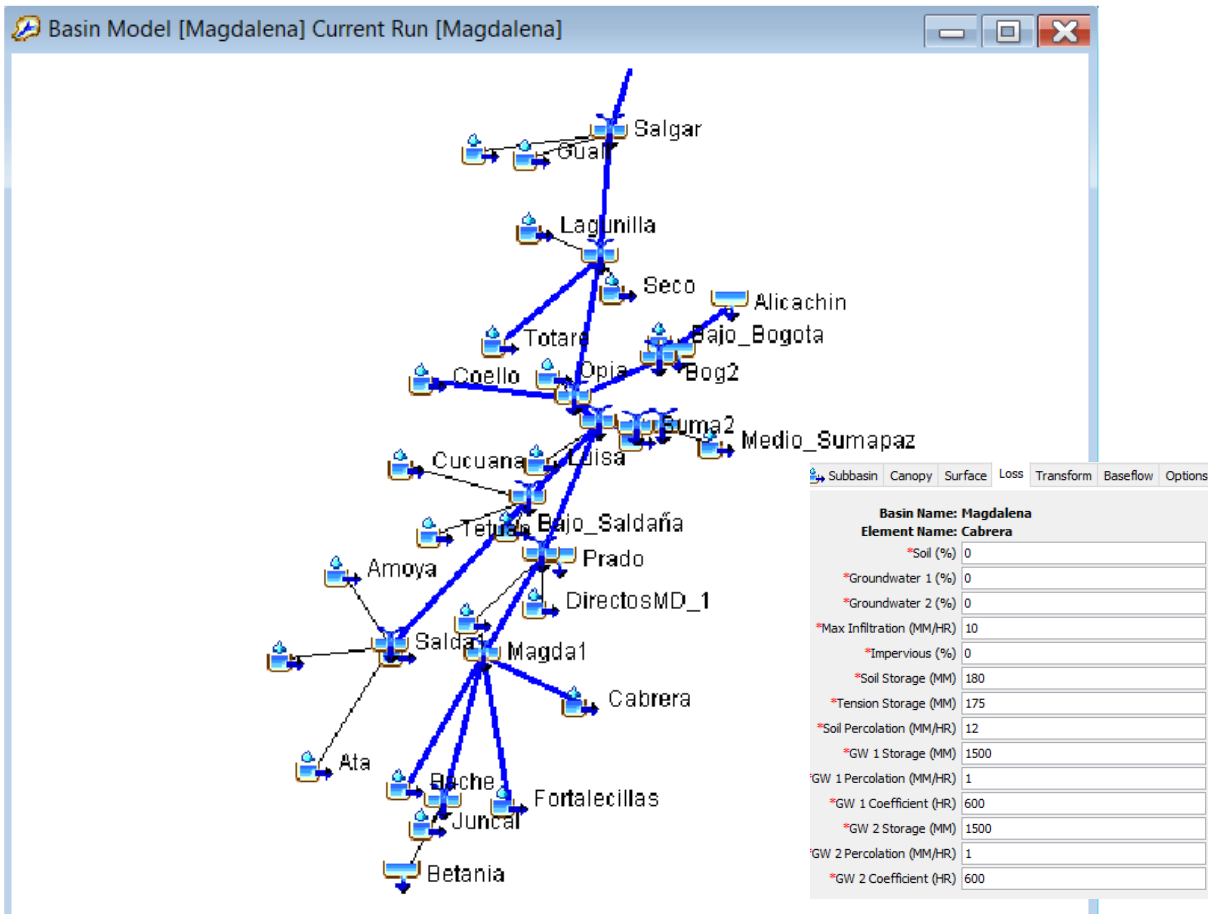 Basin Model [Magdalena] Current Run [Magdalena]
Salgar
Gualí
Lagunilla
Seco
Alicachin
Totare
Bajo_Bogota
Coello
Opia
Bog2
Suma2
Medio_Sumapaz
Cucuana
Luisa
Tetuan
Bajo_Saldaña
Prado
Amoya
DirectosMD_1
Salda1
Magda1
Cabrera
Ata
Bache
Fortalecillas
Juncal
Betania
Subbasin Canopy Surface Loss Transform Baseflow Options
Basin Name: Magdalena
Element Name: Cabrera
*Soil (%) 0
*Groundwater 1 (%) 0
*Groundwater 2 (%) 0
*Max Infiltration (MM/HR) 10
*Impervious (%) 0
*Soil Storage (MM) 180
*Tension Storage (MM) 175
*Soil Percolation (MM/HR) 12
*GW 1 Storage (MM) 1500
*GW 1 Percolation (MM/HR) 1
*GW 1 Coefficient (HR) 600
*GW 2 Storage (MM) 1500
*GW 2 Percolation (MM/HR) 1
*GW 2 Coefficient (HR) 600